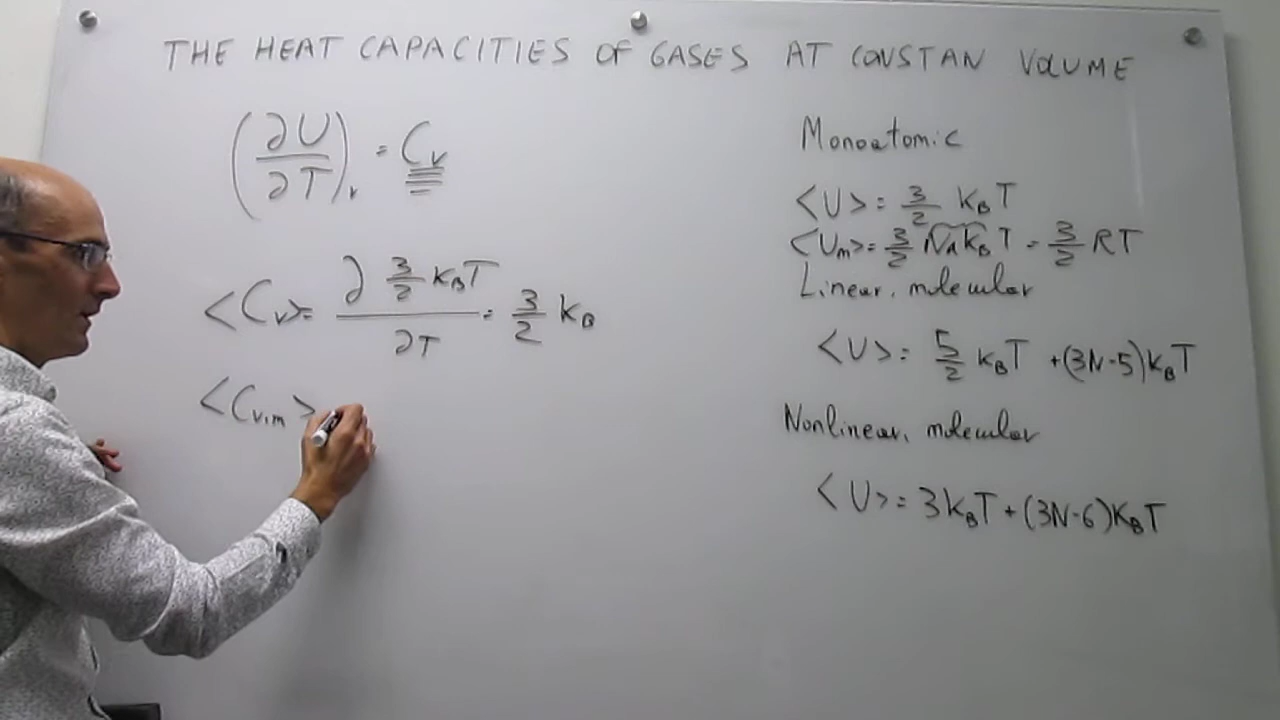 THE HEAT CAPACITIES OF GASES AT CONSTAN VOLUME
(∂U/∂T)v = Cv
<Cv> = ∂ 3/2 kBT / ∂T = 3/2 kB
<Cv,m>
Monoatomic
<U> = 3/2 kBT
<Um> = 3/2 NAkBT = 3/2 RT
Linear, molecular
<U> = 5/2 kBT + (3N-5)kBT
Nonlinear, molecular
<U> = 3kBT + (3N-6)kBT